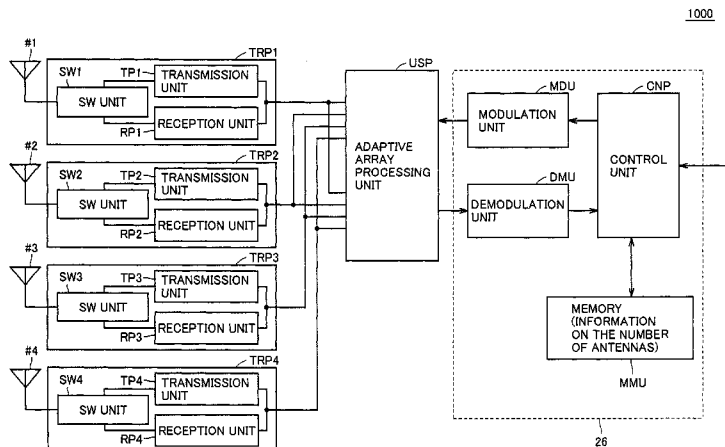 1000
#1
TRP1
SW1
TP1
TRANSMISSION
UNIT
SW UNIT
RP1
RECEPTION UNIT
#2
TRP2
SW2
TP2
TRANSMISSION
UNIT
SW UNIT
RP2
RECEPTION UNIT
#3
TRP3
SW3
TP3
TRANSMISSION
UNIT
SW UNIT
RP3
RECEPTION UNIT
#4
TRP4
SW4
TP4
TRANSMISSION
UNIT
SW UNIT
RP4
RECEPTION UNIT
USP
ADAPTIVE
ARRAY
PROCESSING
UNIT
MDU
MODULATION
UNIT
CNP
CONTROL
UNIT
DMU
DEMODULATION
UNIT
MEMORY
(INFORMATION
ON THE NUMBER
OF ANTENNAS)
MMU
26